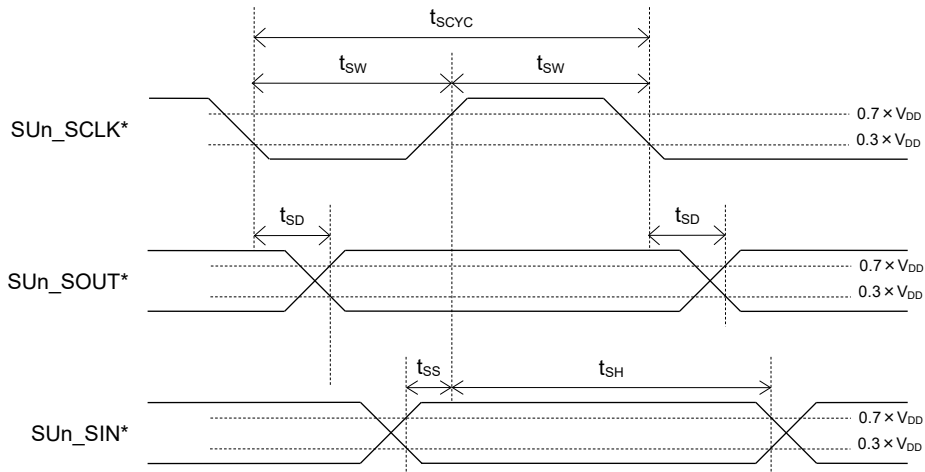 tSCYC
tSW tSW
SUn_SCLK*
0.7×VDD
0.3×VDD
tSD tSD
SUn_SOUT*
0.7×VDD
0.3×VDD
tSS tSH
SUn_SIN*
0.7×VDD
0.3×VDD